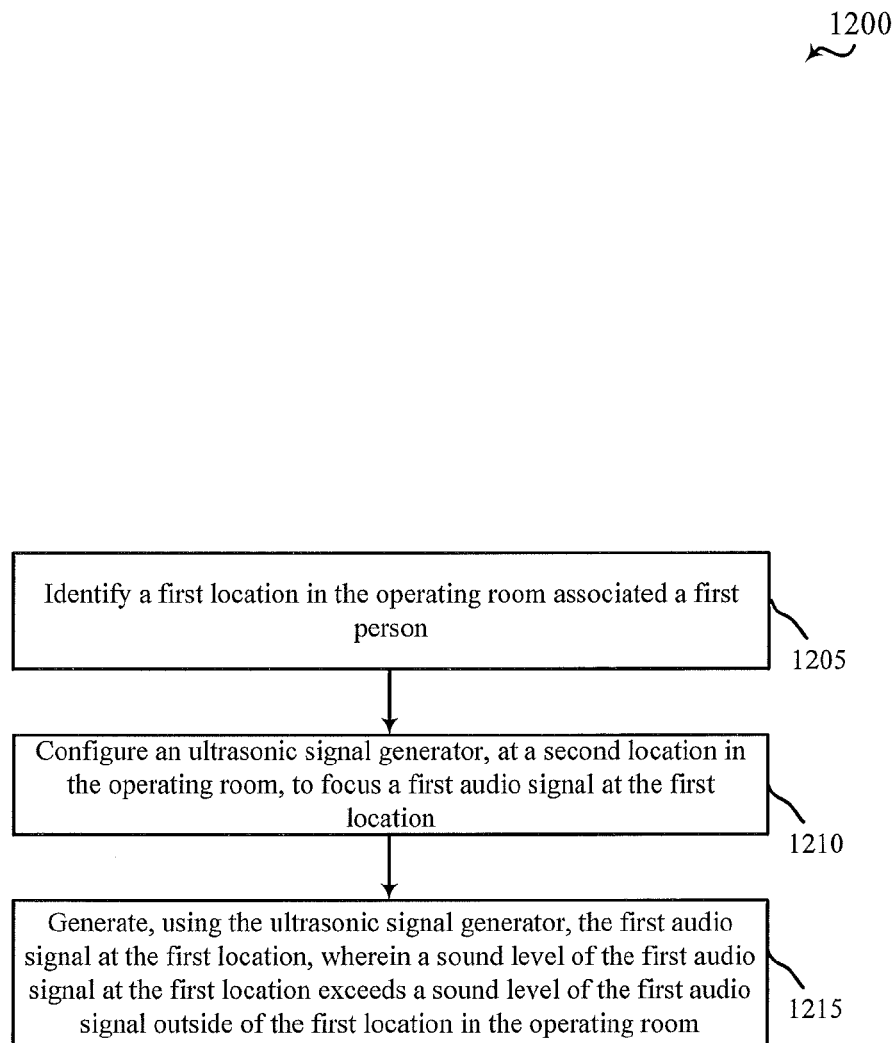 1200
Identify a first location in the operating room associated a first
person
1205
Configure an ultrasonic signal generator, at a second location in
the operating room, to focus a first audio signal at the first
location
1210
Generate, using the ultrasonic signal generator, the first audio
signal at the first location, wherein a sound level of the first audio
signal at the first location exceeds a sound level of the first audio
signal outside of the first location in the operating room
1215